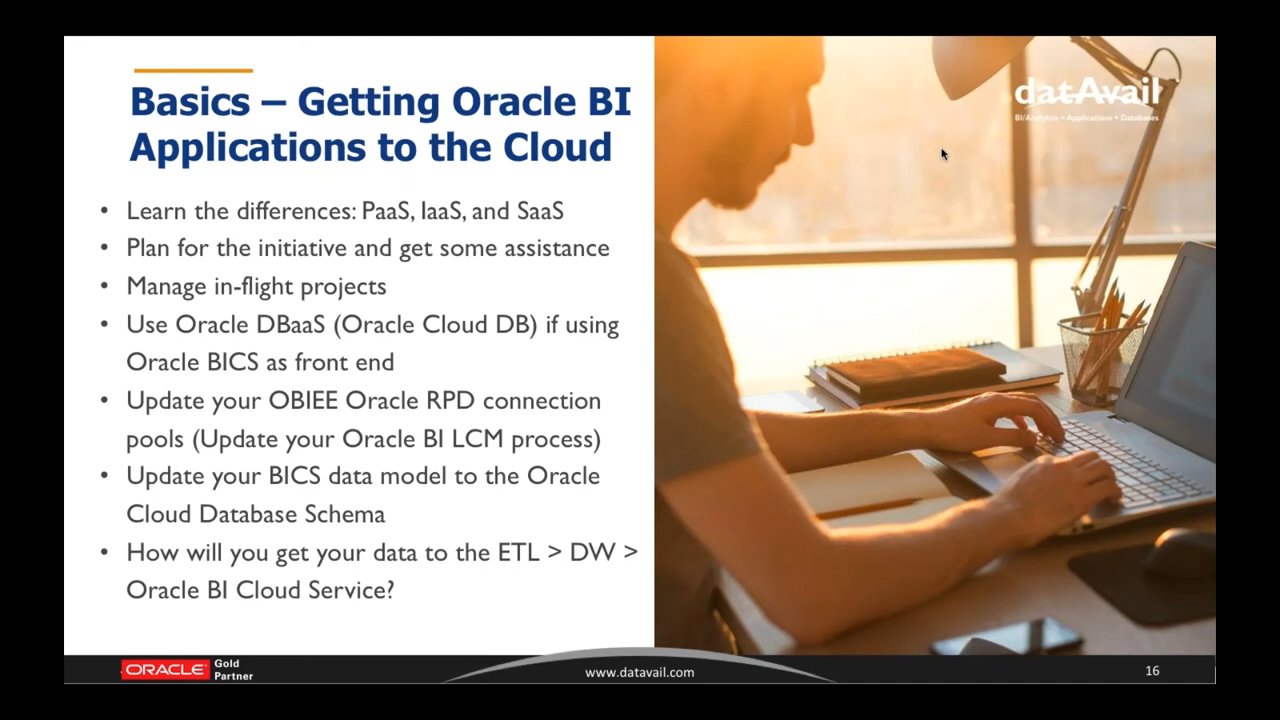 Basics – Getting Oracle BI
Applications to the Cloud
• Learn the differences: PaaS, IaaS, and SaaS
• Plan for the initiative and get some assistance
• Manage in-flight projects
• Use Oracle DBaaS (Oracle Cloud DB) if using
Oracle BICS as front end
• Update your OBIEE Oracle RPD connection
pools (Update your Oracle BI LCM process)
• Update your BICS data model to the Oracle
Cloud Database Schema
• How will you get your data to the ETL > DW >
Oracle BI Cloud Service?
datAvail
BI/Analytics • Applications • Databases
ORACLE Gold
Partner
www.datavail.com
16